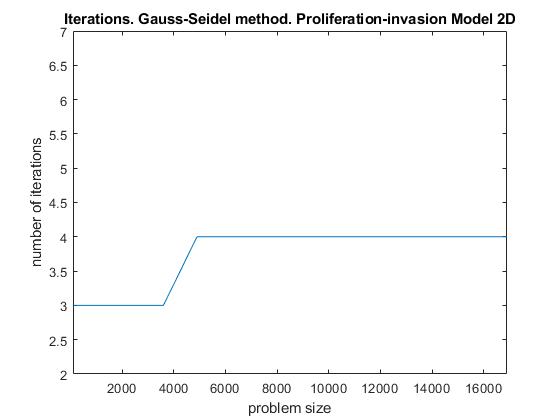 Iterations. Gauss-Seidel method. Proliferation-invasion Model 2D
7
6.5
6
5.5
5
4.5
4
3.5
3
2.5
2
number of iterations
2000 4000 6000 8000 10000 12000 14000 16000
problem size